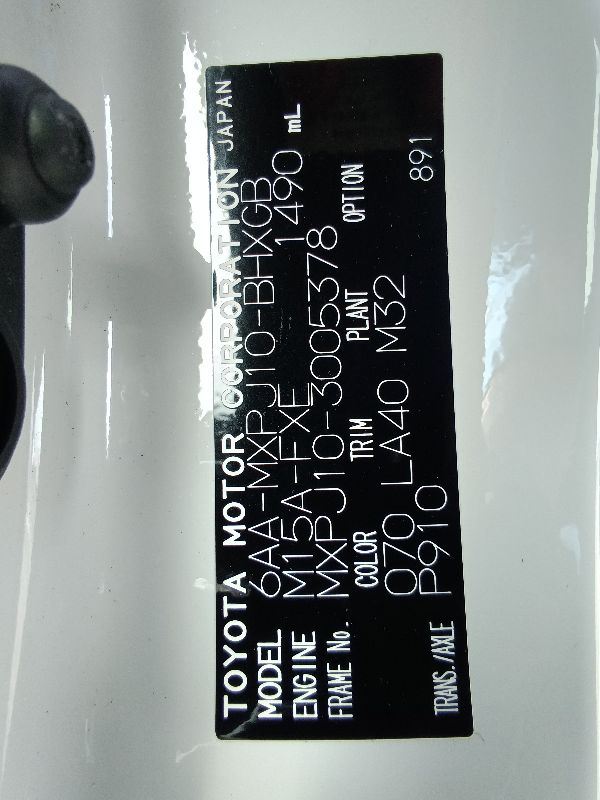 TOYOTA MOTOR CORPORATION JAPAN
MODEL 6AA-MXPJ10-BHXGB
ENGINE M15A-FXE 1490 mL
FRAME No. MXPJ10-3005378
COLOR TRIM PLANT OPTION
070 LA40 M32
TRANS./AXLE P910 891